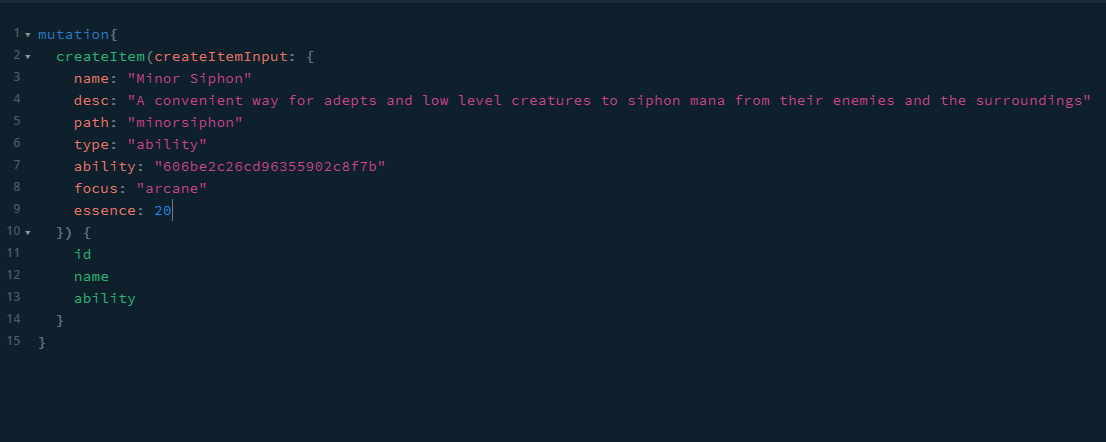 1 mutation{
2 createItem(createItemInput: {
3 name: "Minor Siphon"
4 desc: "A convenient way for adepts and low level creatures to siphon mana from their enemies and the surroundings"
5 path: "minorsiphon"
6 type: "ability"
7 ability: "606be2c26cd96355902c8f7b"
8 focus: "arcane"
9 essence: 20
10 }) {
11 id
12 name
13 ability
14 }
15 }